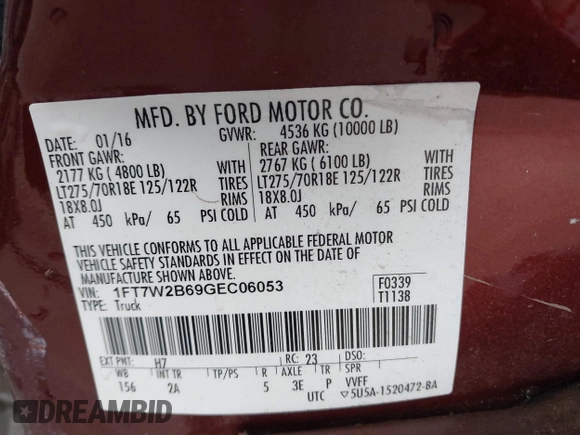 MFD. BY FORD MOTOR CO.
DATE: 01/16 GVWR: 4536 KG (10000 LB)
FRONT GAWR: REAR GAWR:
2177 KG ( 4800 LB) WITH 2767 KG ( 6100 LB) WITH
LT275/70R18E 125/122R TIRES LT275/70R18E 125/122R TIRES
18X8.0J RIMS 18X8.0J RIMS
AT 450 kPa/ 65 PSI COLD AT 450 kPa/ 65 PSI COLD
THIS VEHICLE CONFORMS TO ALL APPLICABLE FEDERAL MOTOR
VEHICLE SAFETY STANDARDS IN EFFECT ON THE DATE OF
MANUFACTURE SHOWN ABOVE.
VIN: 1FT7W2B69GEC06053 F0339
TYPE: Truck T1138
EXT PNT: H7 RC: 23 DSO:
WB INT TR TP/PS R AXLE TR SPR
156 2A 5 3E P VVFF
UTC ▽5U5A-1520472-BA
DREAMBID